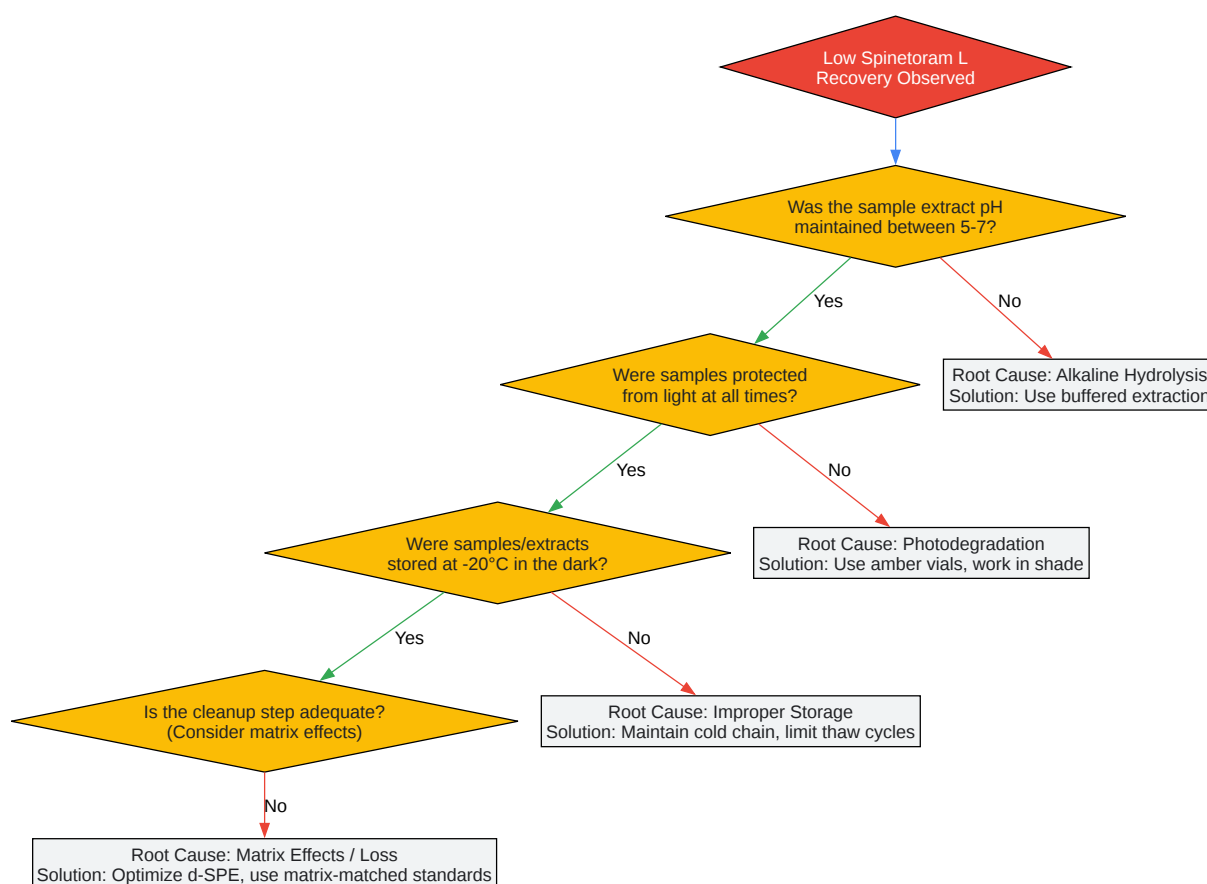 Low Spinetoram L
Recovery Observed
Was the sample extract pH
maintained between 5-7?
Yes
No
Were samples protected
from light at all times?
Root Cause: Alkaline Hydrolysis
Solution: Use buffered extraction
Yes
No
Were samples/extracts
stored at -20°C in the dark?
Root Cause: Photodegradation
Solution: Use amber vials, work in shade
Yes
No
Is the cleanup step adequate?
(Consider matrix effects)
Root Cause: Improper Storage
Solution: Maintain cold chain, limit thaw cycles
No
Root Cause: Matrix Effects / Loss
Solution: Optimize d-SPE, use matrix-matched standards